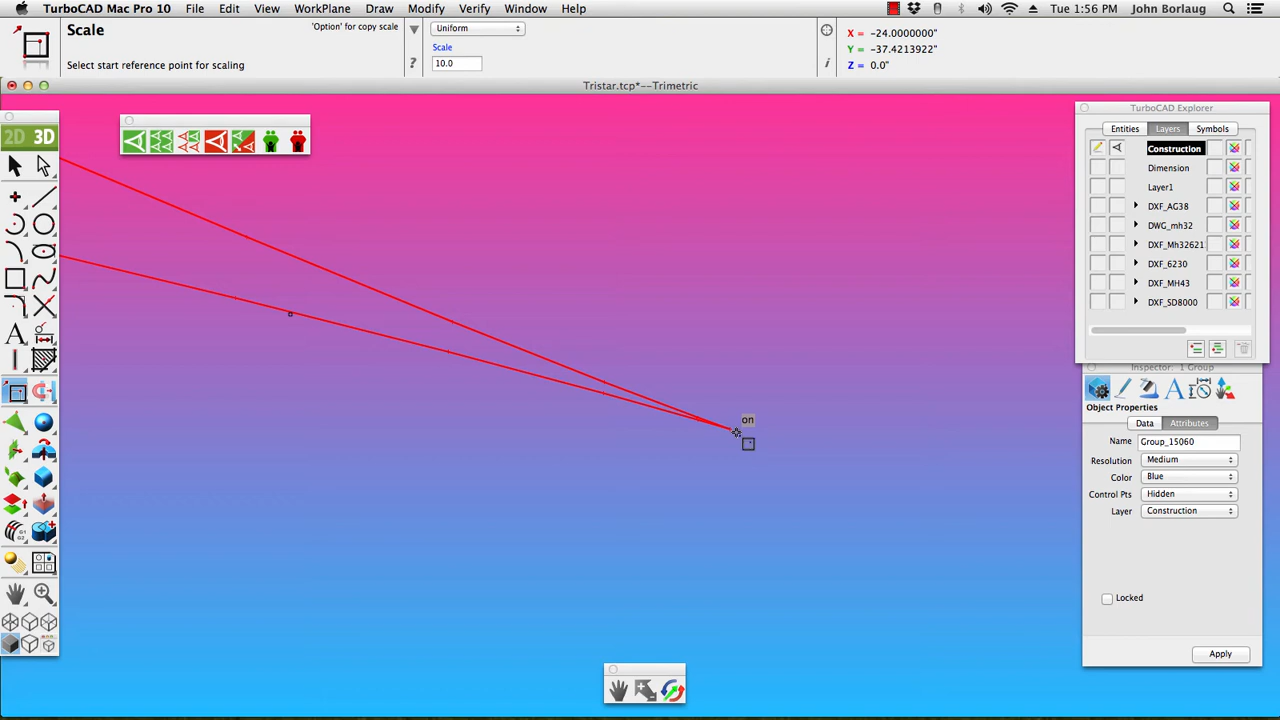 TurboCAD Mac Pro 10 File Edit View WorkPlane Draw Modify Verify Window Help Tue 1:56 PM John Borlaug
Scale
'Option' for copy scale
Select start reference point for scaling
?
Uniform
Scale
10.0
i
X = -24.0000000"
Y = -37.4213922"
Z = 0.0"
Tristar.tcp*--Trimetric
2D 3D
A
G1
G2
on
TurboCAD Explorer
Entities Layers Symbols
Construction
Dimension
Layer1
DXF_AG38
DWG_mh32
DXF_Mh32621
DXF_6230
DXF_MH43
DXF_SD8000
Inspector: 1 Group
A
Object Properties
Data Attributes
Name Group_15060
Resolution Medium
Color Blue
Control Pts Hidden
Layer Construction
Locked
Apply